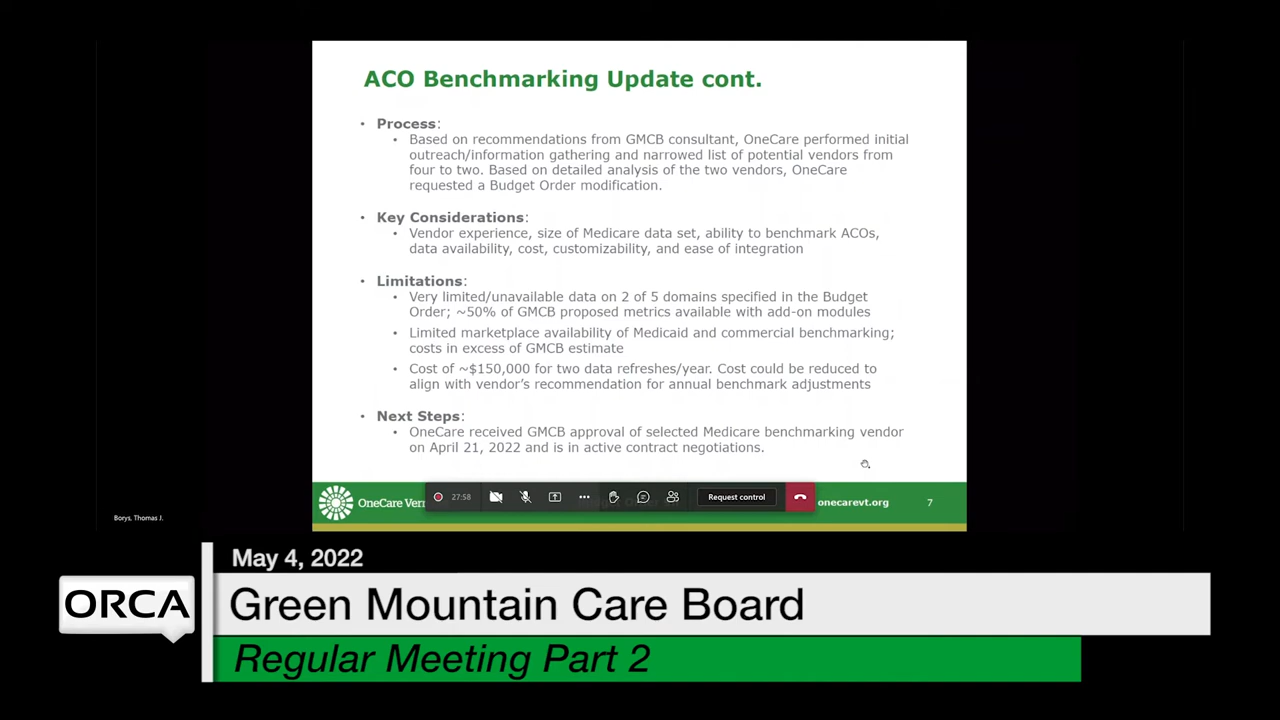 ACO Benchmarking Update cont.
• Process:
• Based on recommendations from GMCB consultant, OneCare performed initial
outreach/information gathering and narrowed list of potential vendors from
four to two. Based on detailed analysis of the two vendors, OneCare
requested a Budget Order modification.
• Key Considerations:
• Vendor experience, size of Medicare data set, ability to benchmark ACOs,
data availability, cost, customizability, and ease of integration
• Limitations:
• Very limited/unavailable data on 2 of 5 domains specified in the Budget
Order; ~50% of GMCB proposed metrics available with add-on modules
• Limited marketplace availability of Medicaid and commercial benchmarking;
costs in excess of GMCB estimate
• Cost of ~$150,000 for two data refreshes/year. Cost could be reduced to
align with vendor's recommendation for annual benchmark adjustments
• Next Steps:
• OneCare received GMCB approval of selected Medicare benchmarking vendor
on April 21, 2022 and is in active contract negotiations.
OneCare Ver
27:58
Request control
onecarevt.org
7
Borys, Thomas J.
May 4, 2022
ORCA
Green Mountain Care Board
Regular Meeting Part 2